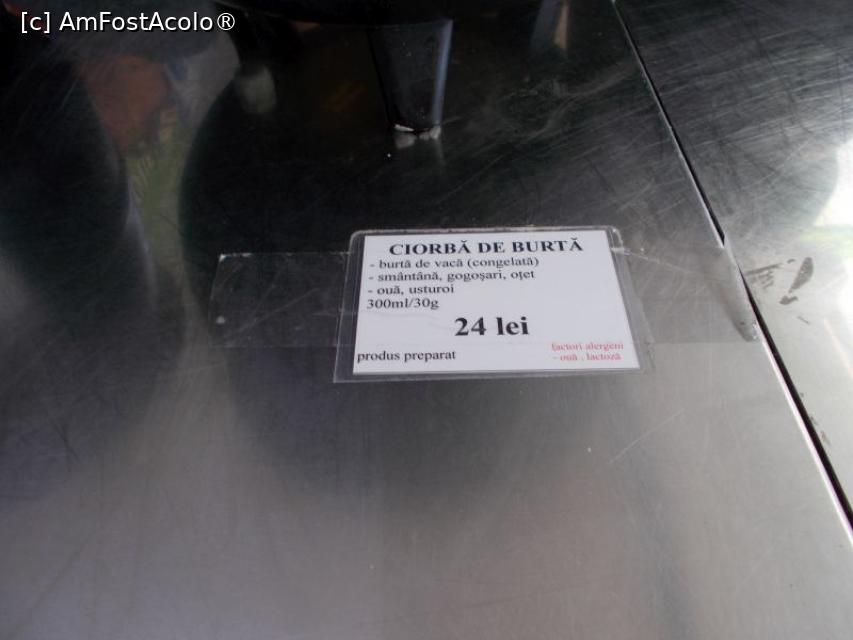 [c] AmFostAcolo®
CIORBĂ DE BURTĂ
- burtă de vacă (congelată)
- smântână, gogoșari, oțet
- ouă, usturoi
300ml/30g
24 lei
produs preparat
factori alergeni
- ouă , lactoză